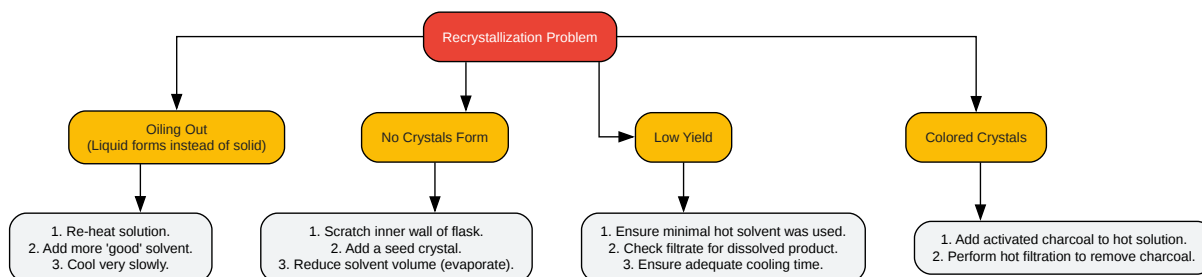 Recrystallization Problem
Oiling Out
(Liquid forms instead of solid)
No Crystals Form
Low Yield
Colored Crystals
1. Re-heat solution.
2. Add more 'good' solvent.
3. Cool very slowly.
1. Scratch inner wall of flask.
2. Add a seed crystal.
3. Reduce solvent volume (evaporate).
1. Ensure minimal hot solvent was used.
2. Check filtrate for dissolved product.
3. Ensure adequate cooling time.
1. Add activated charcoal to hot solution.
2. Perform hot filtration to remove charcoal.